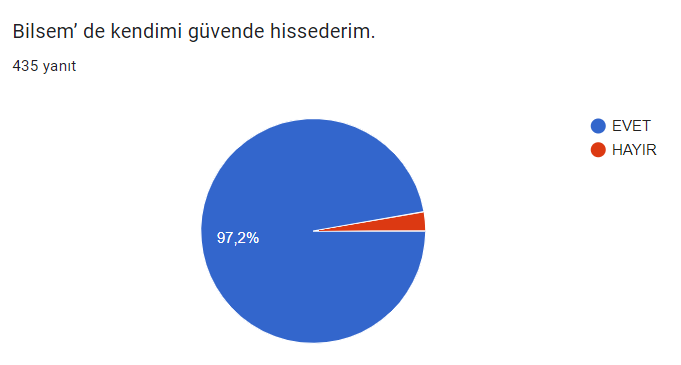 Bilsem’ de kendimi güvende hissederim.
435 yanıt
EVET
HAYIR
97,2%